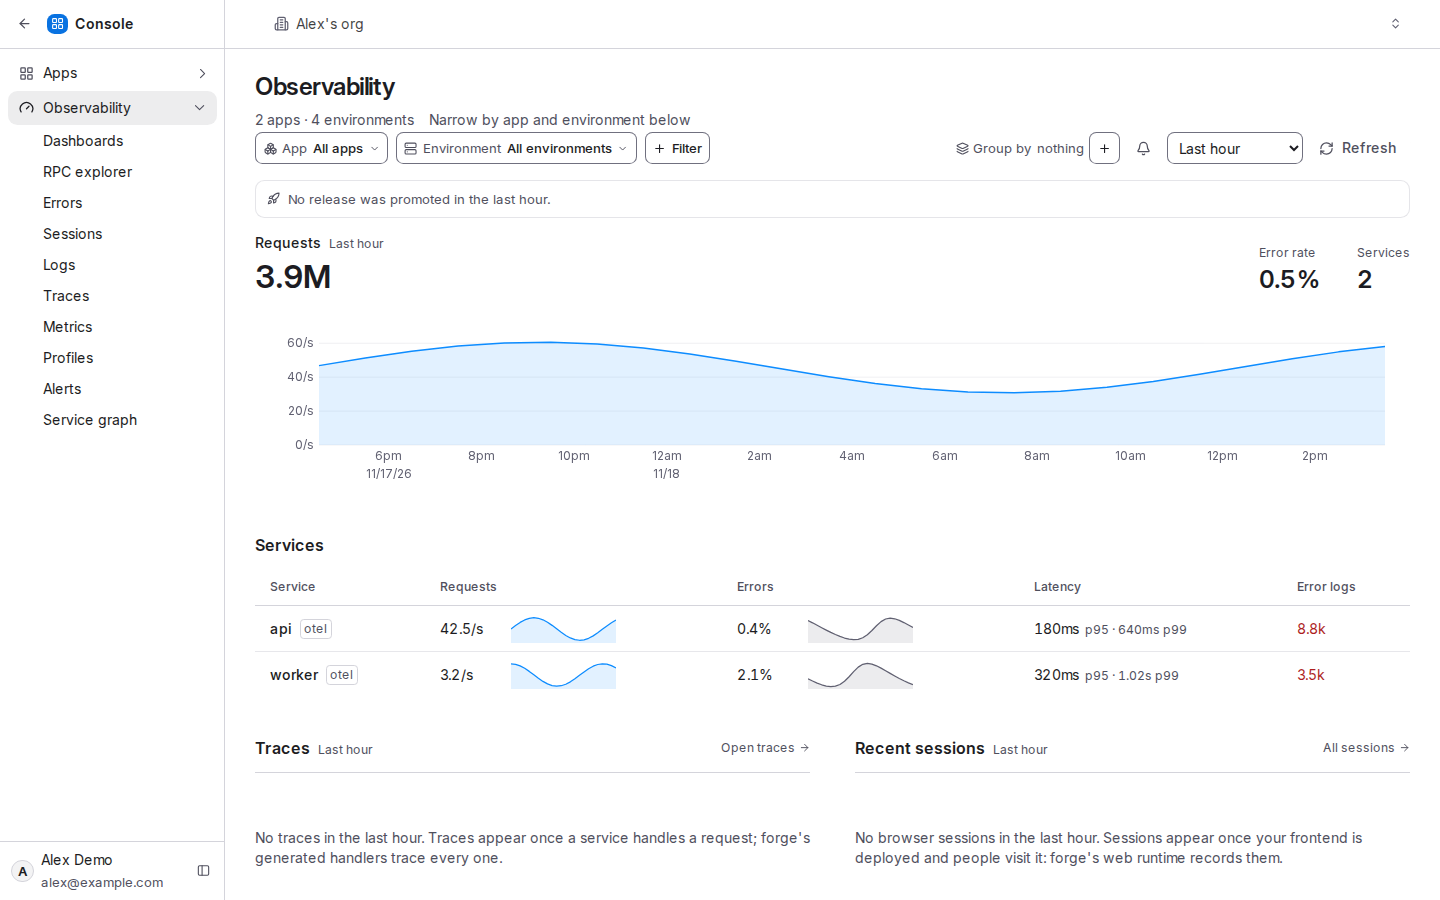 Console
Alex's org
Apps
Observability
Dashboards
RPC explorer
Errors
Sessions
Logs
Traces
Metrics
Profiles
Alerts
Service graph
A
Alex Demo
alex@example.com
Observability
2 apps · 4 environments Narrow by app and environment below
App All apps
Environment All environments
Filter
Group by nothing
Last hour
Refresh
No release was promoted in the last hour.
Requests Last hour
3.9M
Error rate
0.5%
Services
2
60/s
40/s
20/s
0/s
6pm 8pm 10pm 12am 2am 4am 6am 8am 10am 12pm 2pm
11/17/26 11/18
Services
Service Requests Errors Latency Error logs
api otel 42.5/s 0.4% 180ms p95 · 640ms p99 8.8k
worker otel 3.2/s 2.1% 320ms p95 · 1.02s p99 3.5k
Traces Last hour Open traces →
No traces in the last hour. Traces appear once a service handles a request; forge's
generated handlers trace every one.
Recent sessions Last hour All sessions →
No browser sessions in the last hour. Sessions appear once your frontend is
deployed and people visit it: forge's web runtime records them.